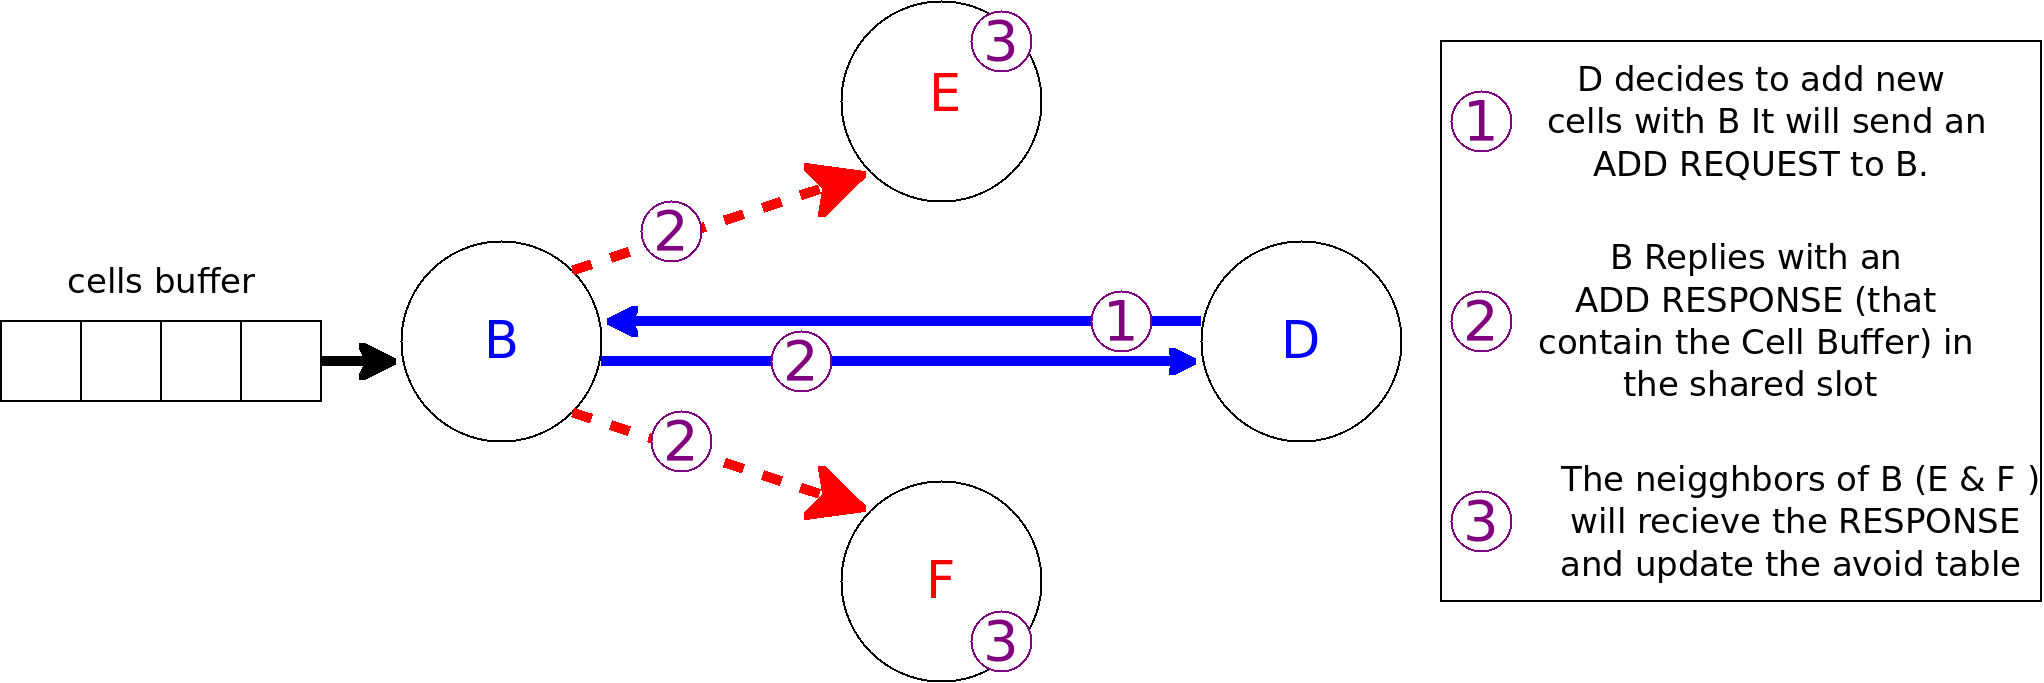 cells buffer
B
2
E
3
2
1
D
2
F
3
1
D decides to add new
cells with B It will send an
ADD REQUEST to B.
2
B Replies with an
ADD RESPONSE (that
contain the Cell Buffer) in
the shared slot
3
The neigghbors of B (E & F )
will recieve the RESPONSE
and update the avoid table